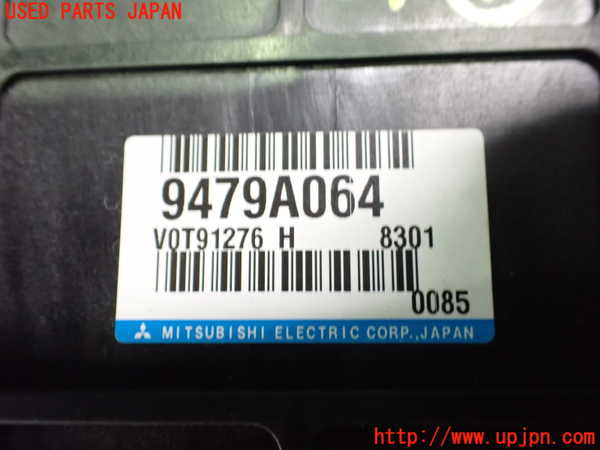 USED PARTS JAPAN
9479A064
V0T91276 H 8301
0085
MITSUBISHI ELECTRIC CORP.,JAPAN
http://www.upjpn.com/